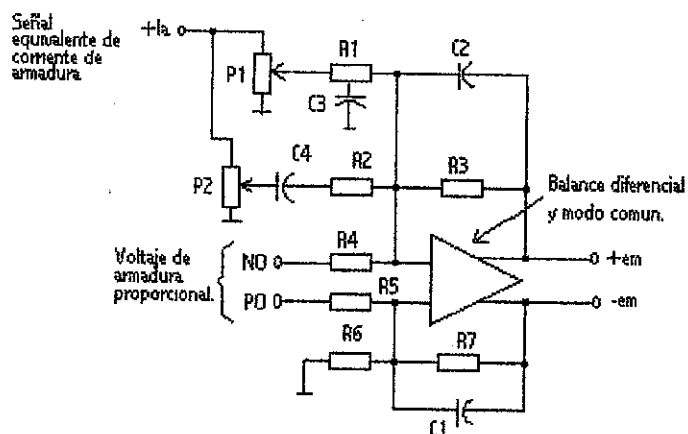 Señal
equivalente de
corriente de
armadura
+Ia
P1
R1
C3
C2
P2
C4
R2
R3
Balance diferencial
y modo comun.
Voltaje de
armadura
proporcional.
NO
PO
R4
R5
R6
R7
C1
+em
-em